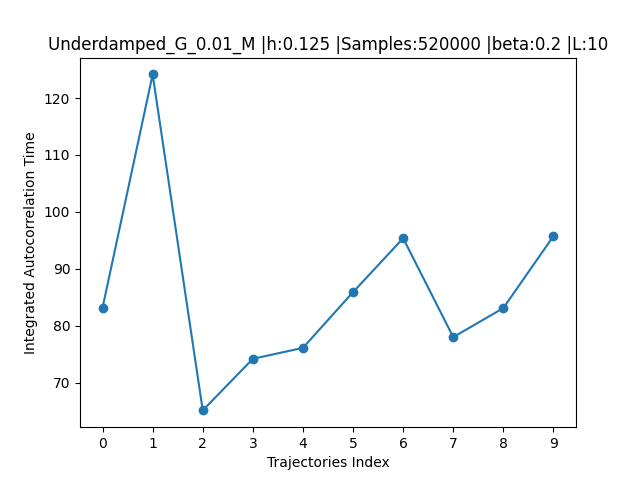 Underdamped_G_0.01_M |h:0.125 |Samples:520000 |beta:0.2 |L:10
Integrated Autocorrelation Time
120
110
100
90
80
70
0 1 2 3 4 5 6 7 8 9
Trajectories Index